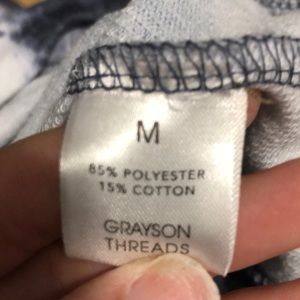 M
85% POLYESTER
15% COTTON
GRAYSON
THREADS